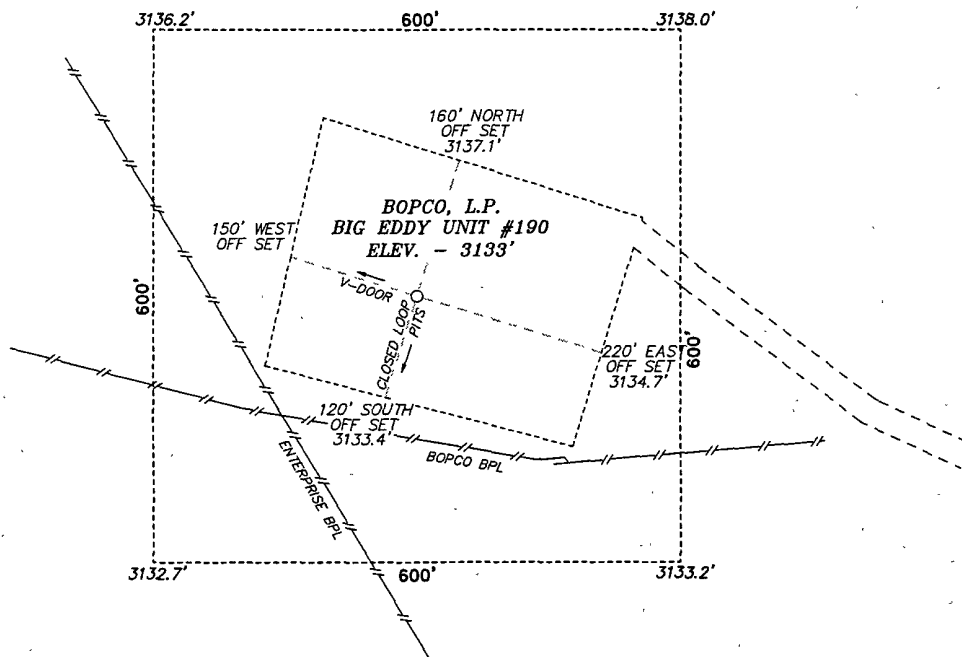 3136.2'
600'
3138.0'
160' NORTH
OFF SET
3137.1'
BOPCO, L.P.
BIG EDDY UNIT #190
ELEV. - 3133'
150' WEST
OFF SET
V-DOOR
600'
CLOSED LOOP
PITS
600'
220' EAST
OFF SET
3134.7'
120' SOUTH
OFF SET
3133.4'
BOPCO BPL
ENTERPRISE BPL
3132.7'
600'
3133.2'